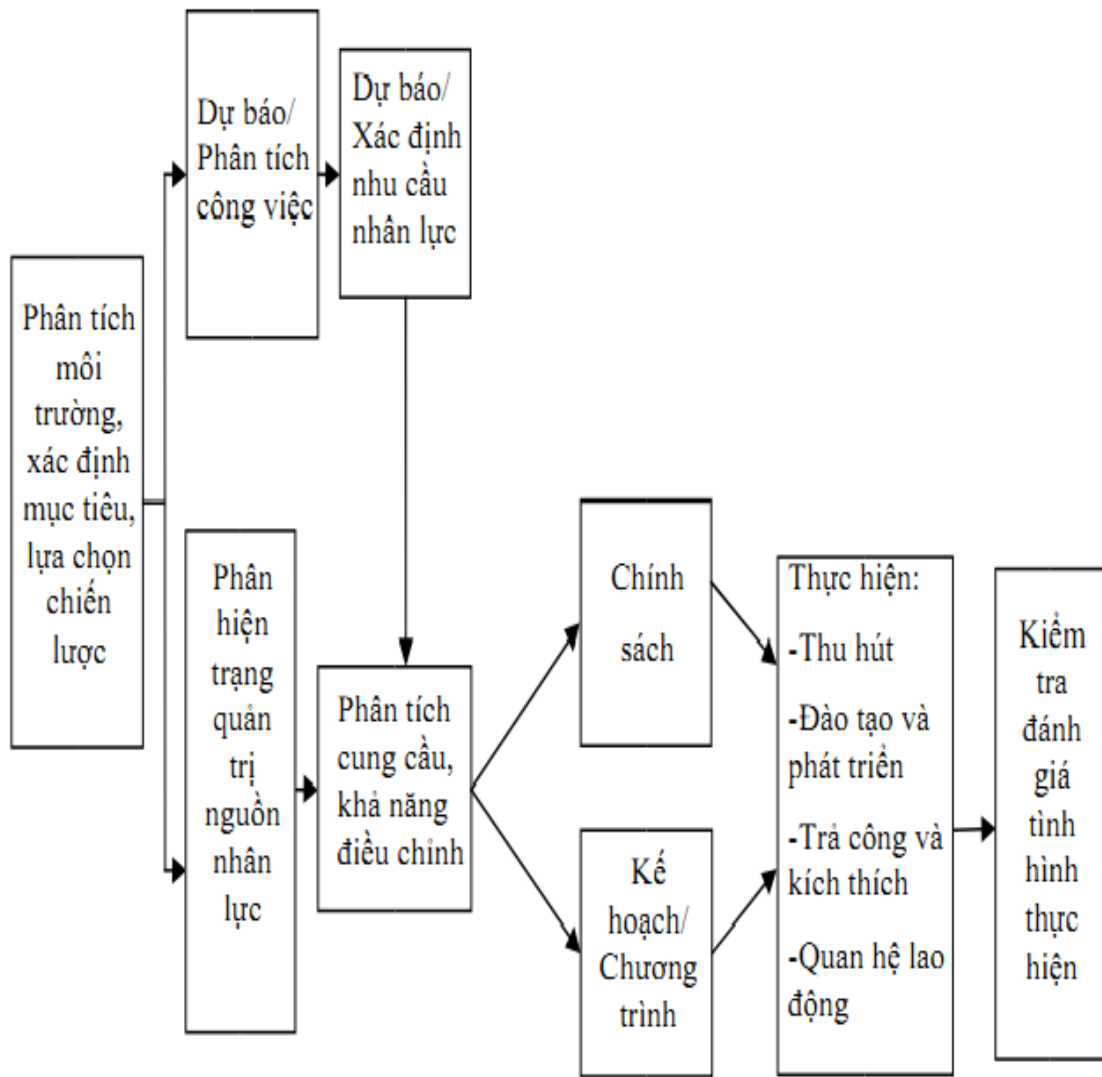 Phân tích
môi
trường,
xác định
mục tiêu,
lựa chọn
chiến
lược
Dự báo/
Phân tích
công việc
Dự báo/
Xác định
nhu cầu
nhân lực
Phân
hiện
trạng
quản
trị
nguồn
nhân
lực
Phân tích
cung cầu,
khả năng
điều chỉnh
Chính
sách
Kế
hoạch/
Chương
trình
Thực hiện:
-Thu hút
-Đào tạo và
phát triển
-Trả công và
kích thích
-Quan hệ lao
động
Kiểm
tra
đánh
giá
tình
hình
thực
hiện